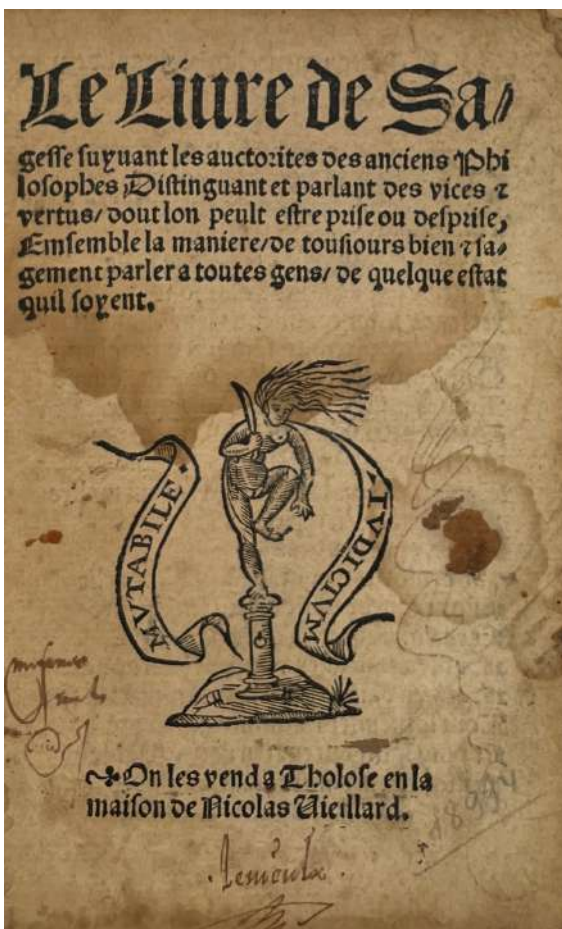 Le Liure de Sa⸗
gesse suyuant les auctorites des anciens Phi
losophes, Distinguant et parlant des vices ⁊
vertus/ dout lon peult estre prise ou desprise,
Einsemble la maniere/ de tousiours bien ⁊ sa⸗
gement parler a toutes gens/ de quelque estat
quil soyent.
MVTABILE ·
· IVDICIVM
On les vend a Tholose en la
maison de Nicolas Vieillard.